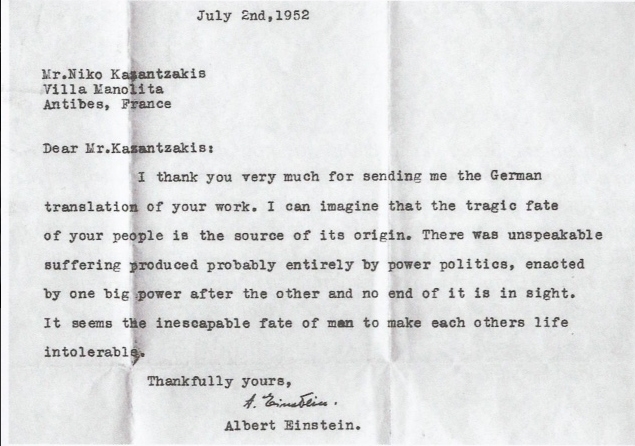 July 2nd,1952
Mr.Niko Kazantzakis
Villa Manolita
Antibes, France
Dear Mr.Kazantzakis:
I thank you very much for sending me the German
translation of your work. I can imagine that the tragic fate
of your people is the source of its origin. There was unspeakable
suffering produced probably entirely by power politics, enacted
by one big power after the other and no end of it is in sight.
It seems the inescapable fate of man to make each others life
intolerable.
Thankfully yours,
A. Einstein.
Albert Einstein.